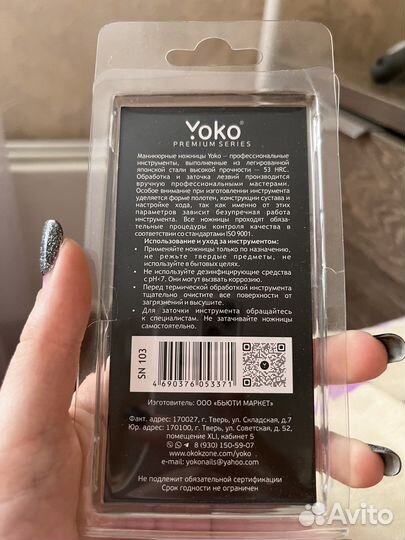 Yoko®
PREMIUM SERIES
Маникюрные ножницы Yoko – профессиональные
инструменты, выполненные из легированной
японской стали высокой прочности — 53 HRC.
Обработка и заточка лезвий производится
вручную профессиональными мастерами.
Особое внимание при изготовлении инструмента
уделяется форме полотен, конструкции сустава и
настройке хода, так как именно от этих
параметров зависит безупречная работа
инструмента. Все ножницы проходят обяза-
тельные процедуры контроля качества в
соответствии со стандартами ISO 9001.
Использование и уход за инструментом:
• Применяйте ножницы только по назначению,
не режьте твердые предметы, не
используйте в бытовых целях.
• Не используйте дезинфицирующие средства
с pH<7. Они могут вызвать коррозию.
• Перед термической обработкой инструмента
тщательно очистите все поверхности от
загрязнений и высушите.
• Для заточки инструмента обращайтесь
к специалистам. Не затачивайте ножницы
самостоятельно.
SN 103
4 690376 053371
Изготовитель: ООО «БЬЮТИ МАРКЕТ»
Факт. адрес: 170027, г. Тверь, ул. Складская, д.7
Юр. адрес: 170100, г. Тверь, ул. Советская, д. 52,
помещение XLI, кабинет 5
8 (930) 150-59-07
www.okokzone.com/yoko
e-mail: yokonails@yahoo.com
Не подлежит обязательной сертификации
Срок годности не ограничен
Avito